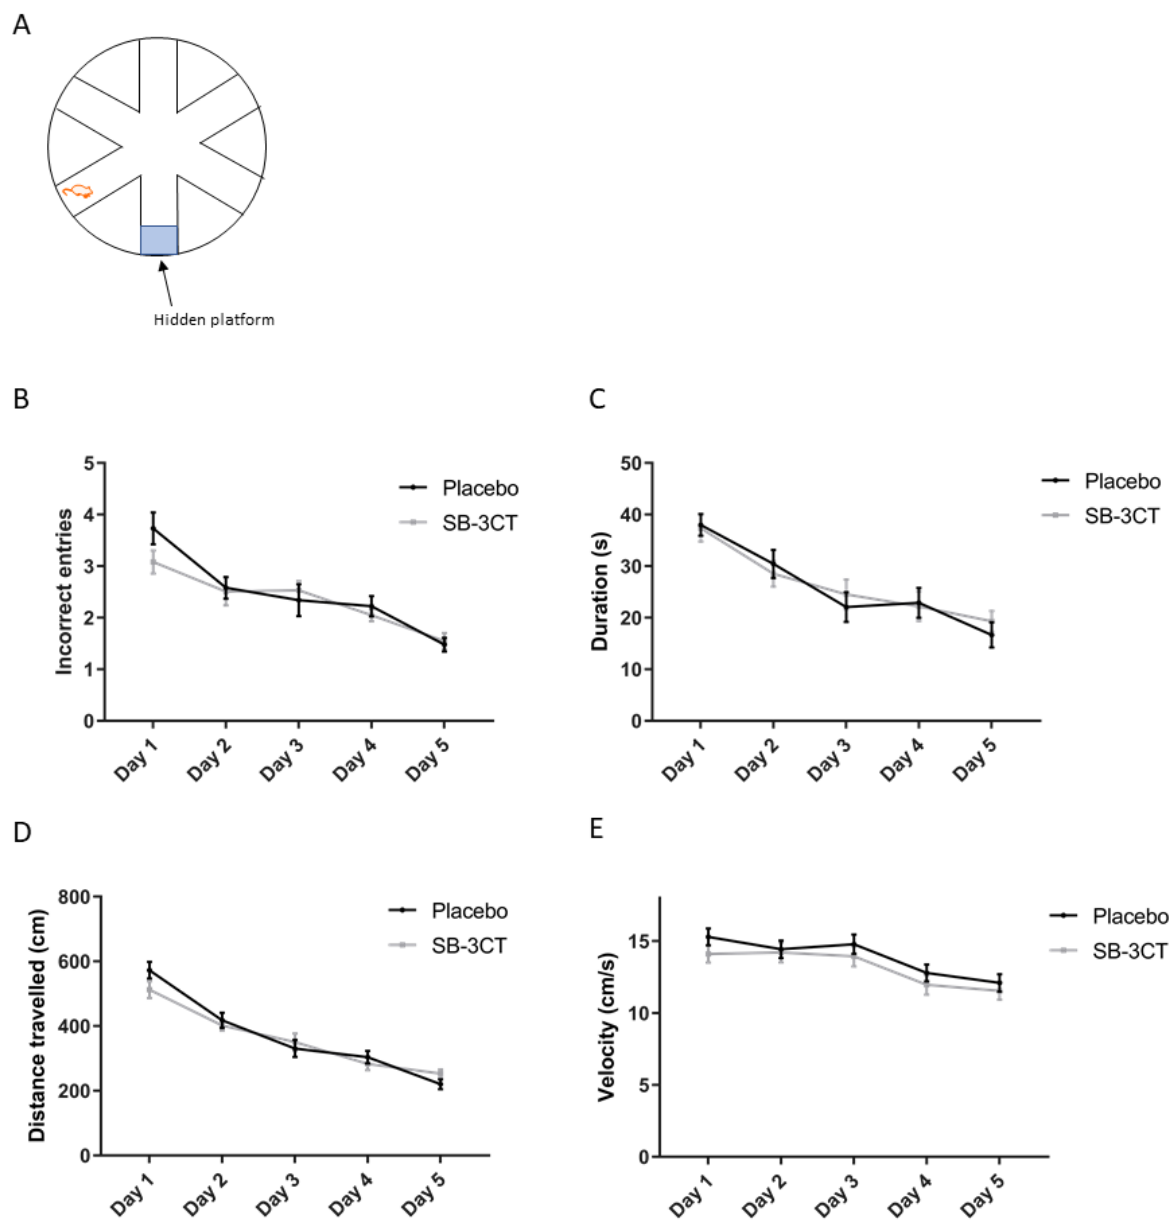 A
Hidden platform
B
Incorrect entries
5
4
3
2
1
0
Placebo
SB-3CT
Day 1
Day 2
Day 3
Day 4
Day 5
C
Duration (s)
50
40
30
20
10
0
Placebo
SB-3CT
Day 1
Day 2
Day 3
Day 4
Day 5
D
Distance travelled (cm)
800
600
400
200
0
Placebo
SB-3CT
Day 1
Day 2
Day 3
Day 4
Day 5
E
Velocity (cm/s)
15
10
5
0
Placebo
SB-3CT
Day 1
Day 2
Day 3
Day 4
Day 5